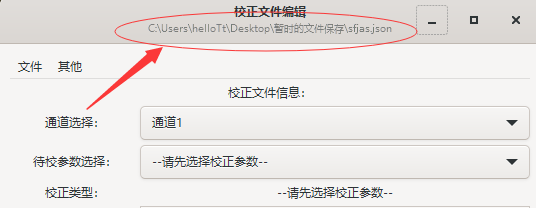 校正文件编辑
C:\Users\helloTt\Desktop\暂时的文件保存\sfjas.json
文件 其他
校正文件信息:
通道选择: 通道1
待校参数选择: --请先选择校正参数--
校正类型: --请先选择校正参数--